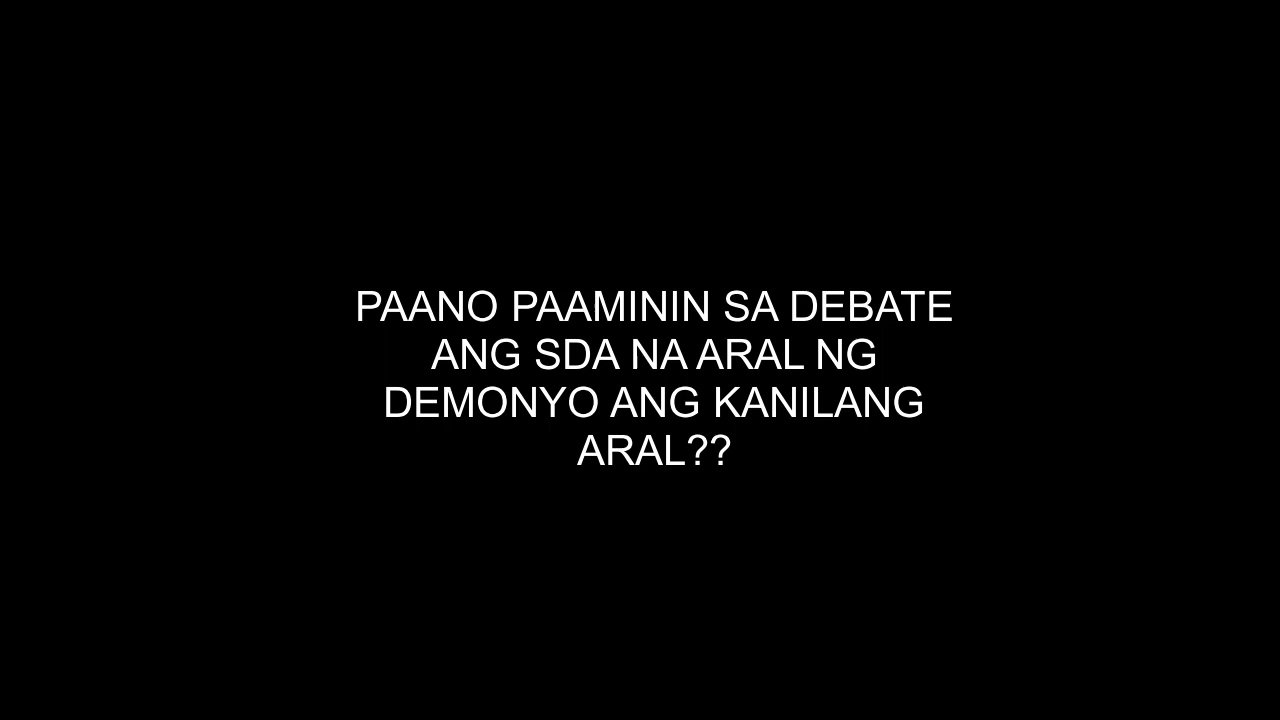 PAANO PAAMININ SA DEBATE
ANG SDA NA ARAL NG
DEMONYO ANG KANILANG
ARAL??